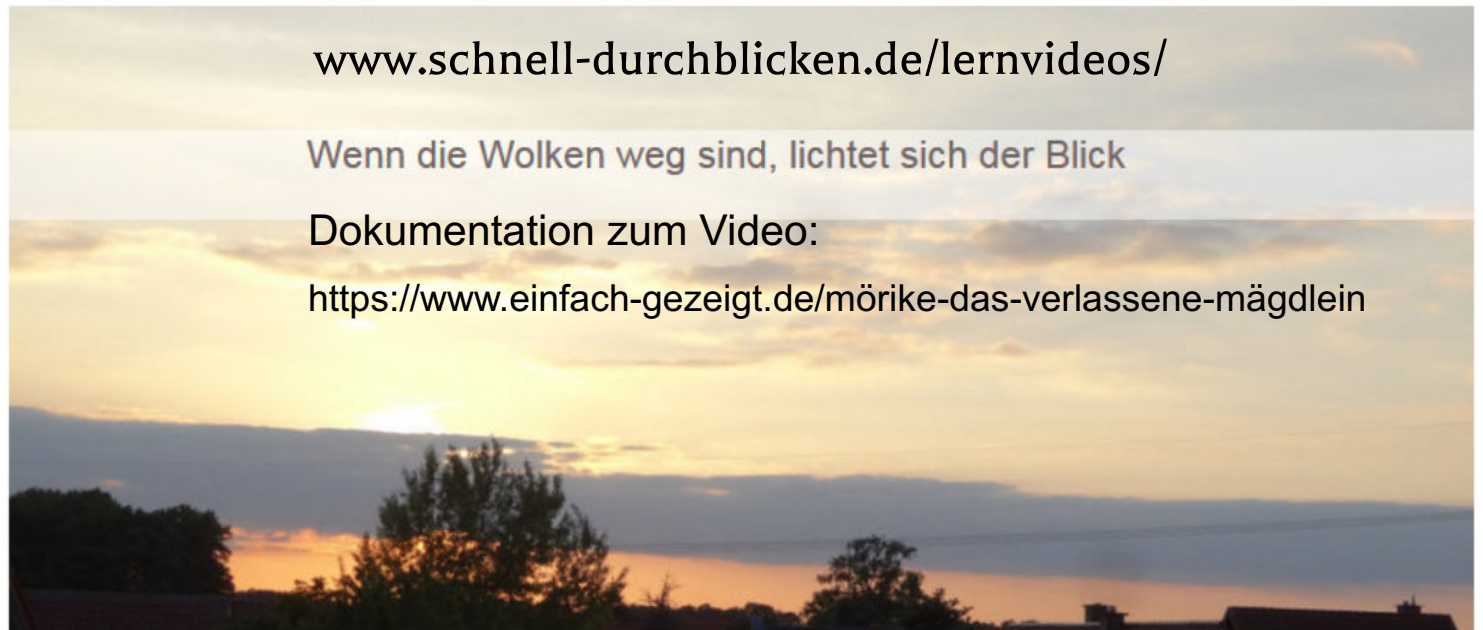 www.schnell-durchblicken.de/lernvideos/
Wenn die Wolken weg sind, lichtet sich der Blick
Dokumentation zum Video:
https://www.einfach-gezeigt.de/mörike-das-verlassene-mägdlein